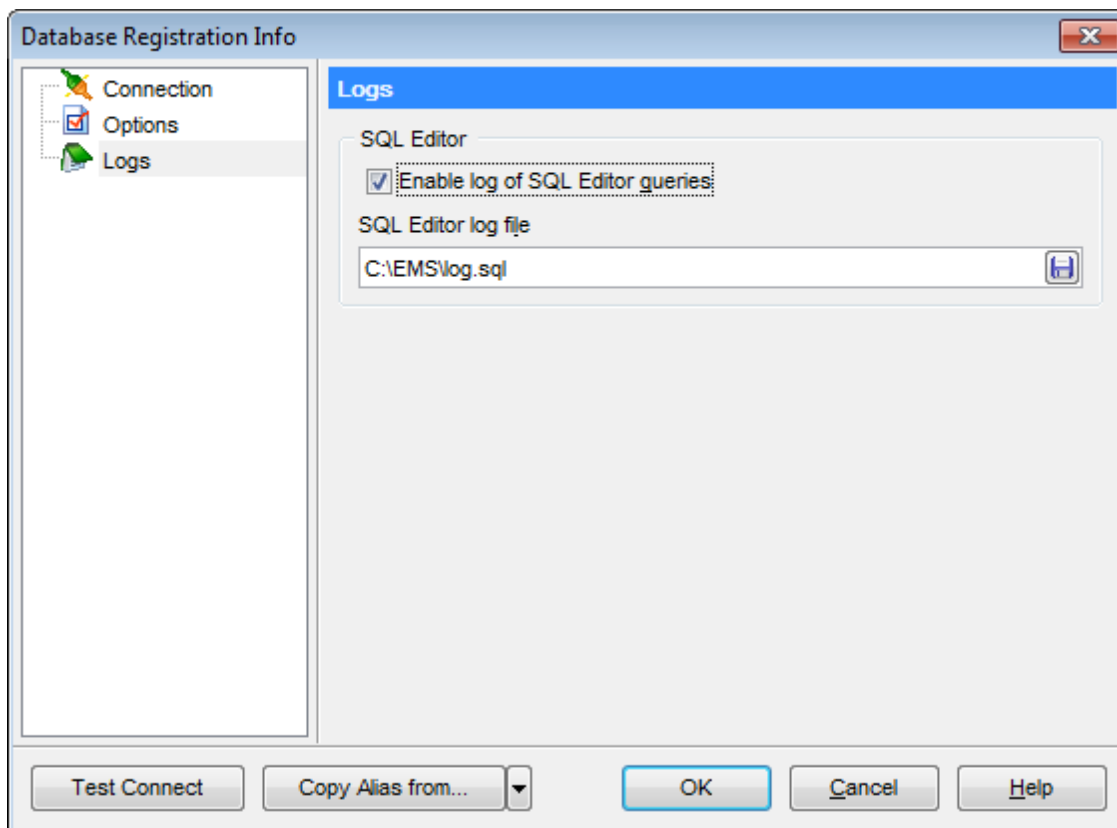 Database Registration Info
Connection
Options
Logs
Logs
SQL Editor
Enable log of SQL Editor queries
SQL Editor log file
C:\EMS\log.sql
Test Connect
Copy Alias from...
OK
Cancel
Help